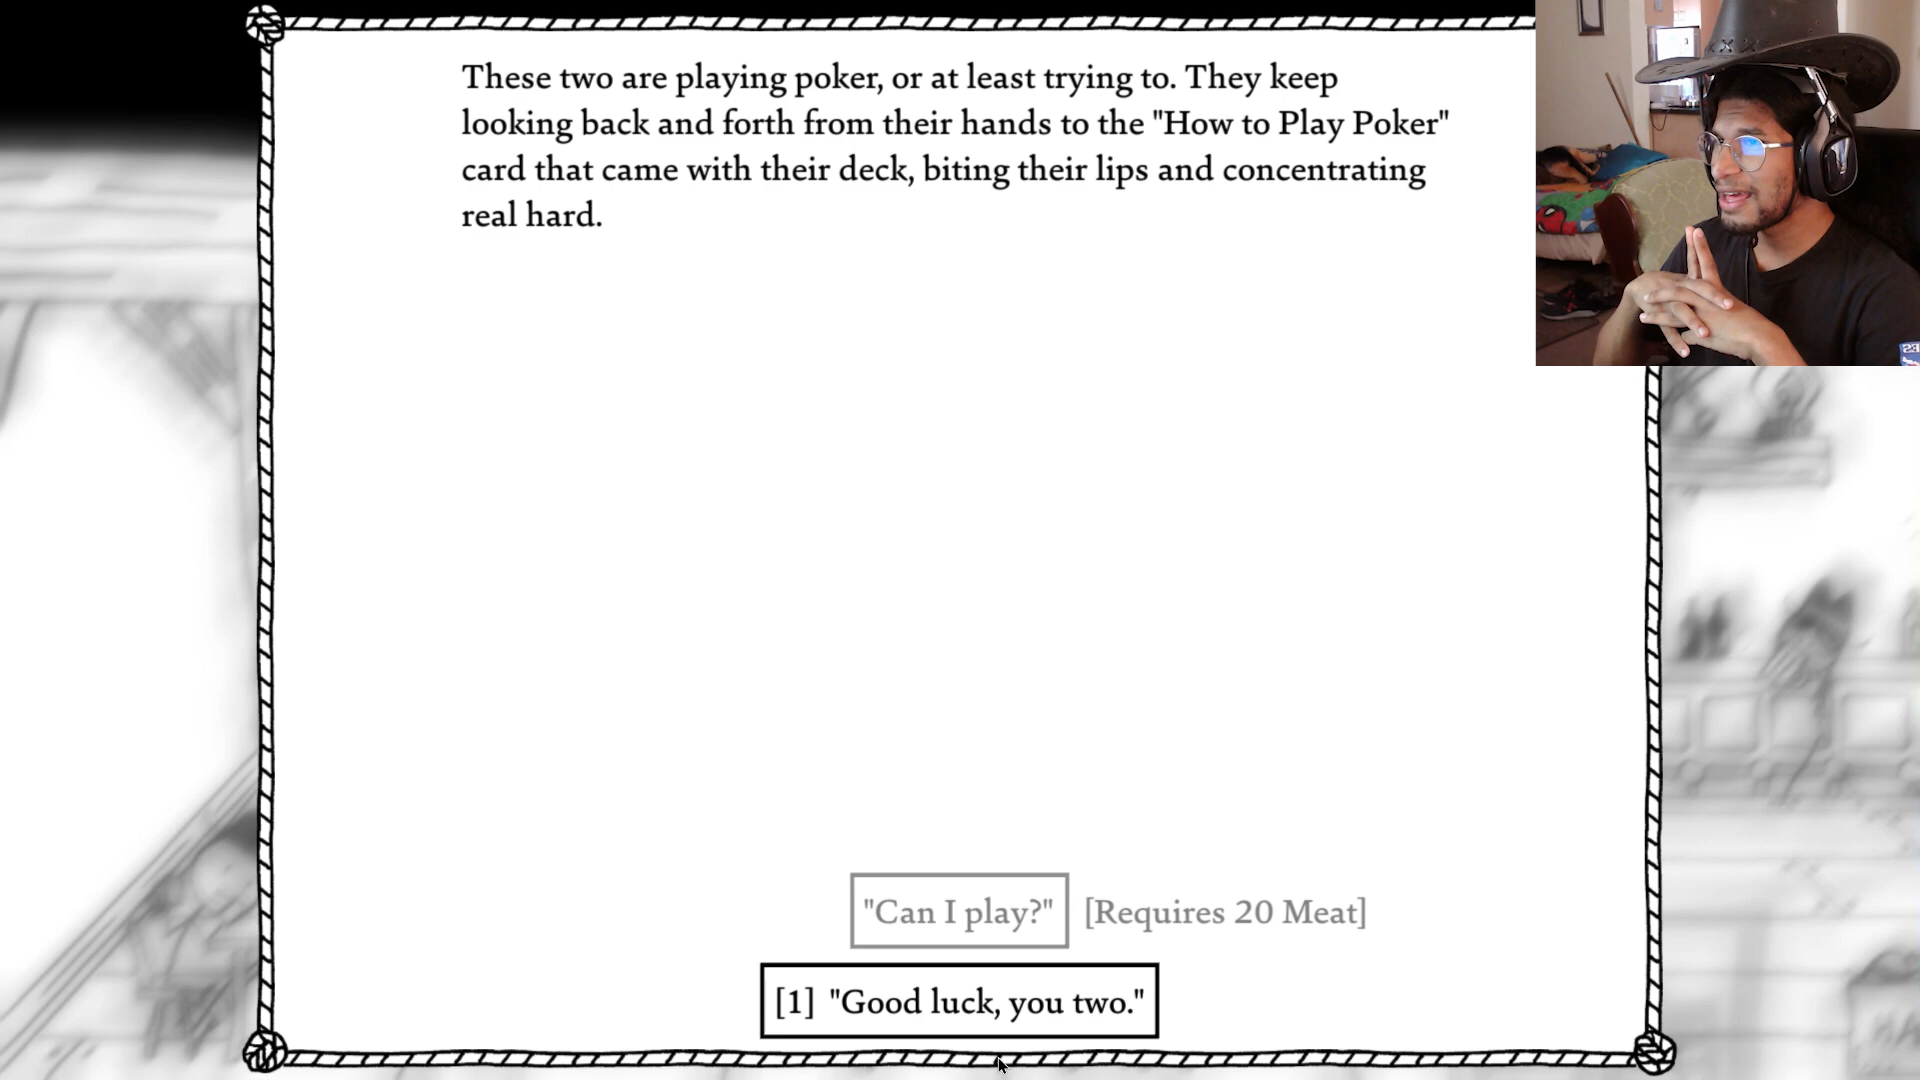 These two are playing poker, or at least trying to. They keep
looking back and forth from their hands to the "How to Play Poker"
card that came with their deck, biting their lips and concentrating
real hard.
"Can I play?" [Requires 20 Meat]
[1] "Good luck, you two."